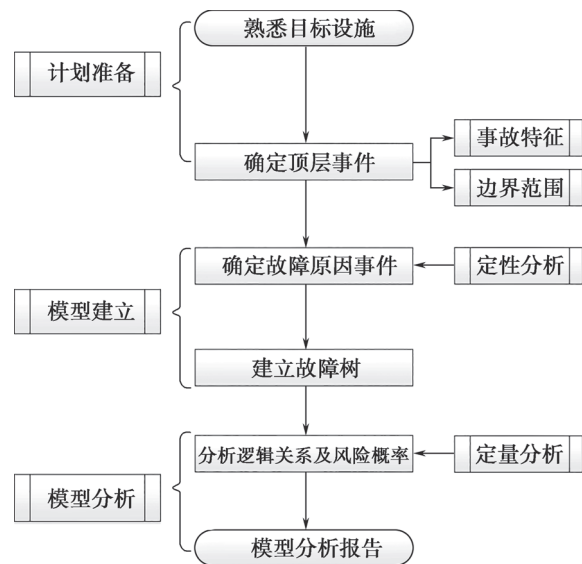 熟悉目标设施
计划准备
事故特征
确定顶层事件
边界范围
确定故障原因事件
定性分析
模型建立
建立故障树
分析逻辑关系及风险概率
定量分析
模型分析
模型分析报告